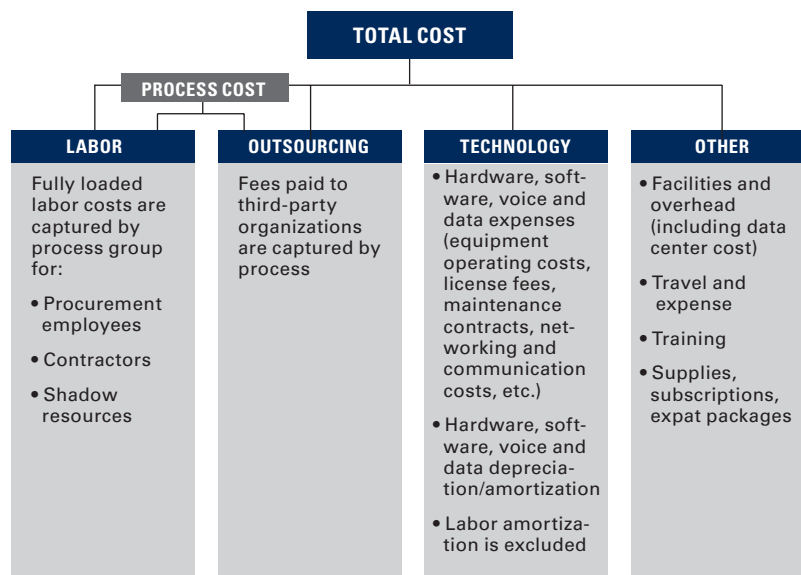 TOTAL COST
PROCESS COST
LABOR
Fully loaded
labor costs are
captured by
process group
for:
• Procurement
employees
• Contractors
• Shadow
resources
OUTSOURCING
Fees paid to
third-party
organizations
are captured by
process
TECHNOLOGY
• Hardware, soft-
ware, voice and
data expenses
(equipment
operating costs,
license fees,
maintenance
contracts, net-
working and
communication
costs, etc.)
• Hardware, soft-
ware, voice and
data deprecia-
tion/amortization
• Labor amortiza-
tion is excluded
OTHER
• Facilities and
overhead
(including data
center cost)
• Travel and
expense
• Training
• Supplies,
subscriptions,
expat packages